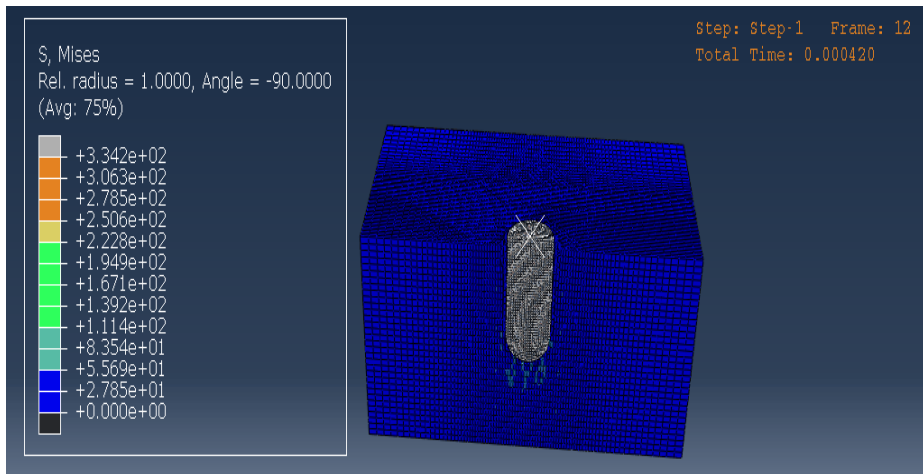 S, Mises
Rel. radius = 1.0000, Angle = -90.0000
(Avg: 75%)
+3.342e+02
+3.063e+02
+2.785e+02
+2.506e+02
+2.228e+02
+1.949e+02
+1.671e+02
+1.392e+02
+1.114e+02
+8.354e+01
+5.569e+01
+2.785e+01
+0.000e+00
Step: Step-1 Frame: 12
Total Time: 0.000420